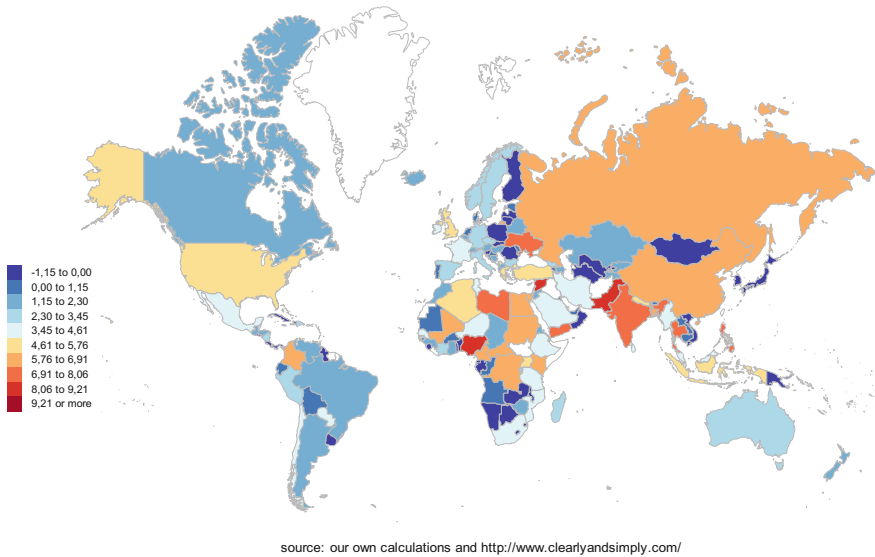 -1,15 to 0,00
0,00 to 1,15
1,15 to 2,30
2,30 to 3,45
3,45 to 4,61
4,61 to 5,76
5,76 to 6,91
6,91 to 8,06
8,06 to 9,21
9,21 or more
source: our own calculations and http://www.clearlyandsimply.com/